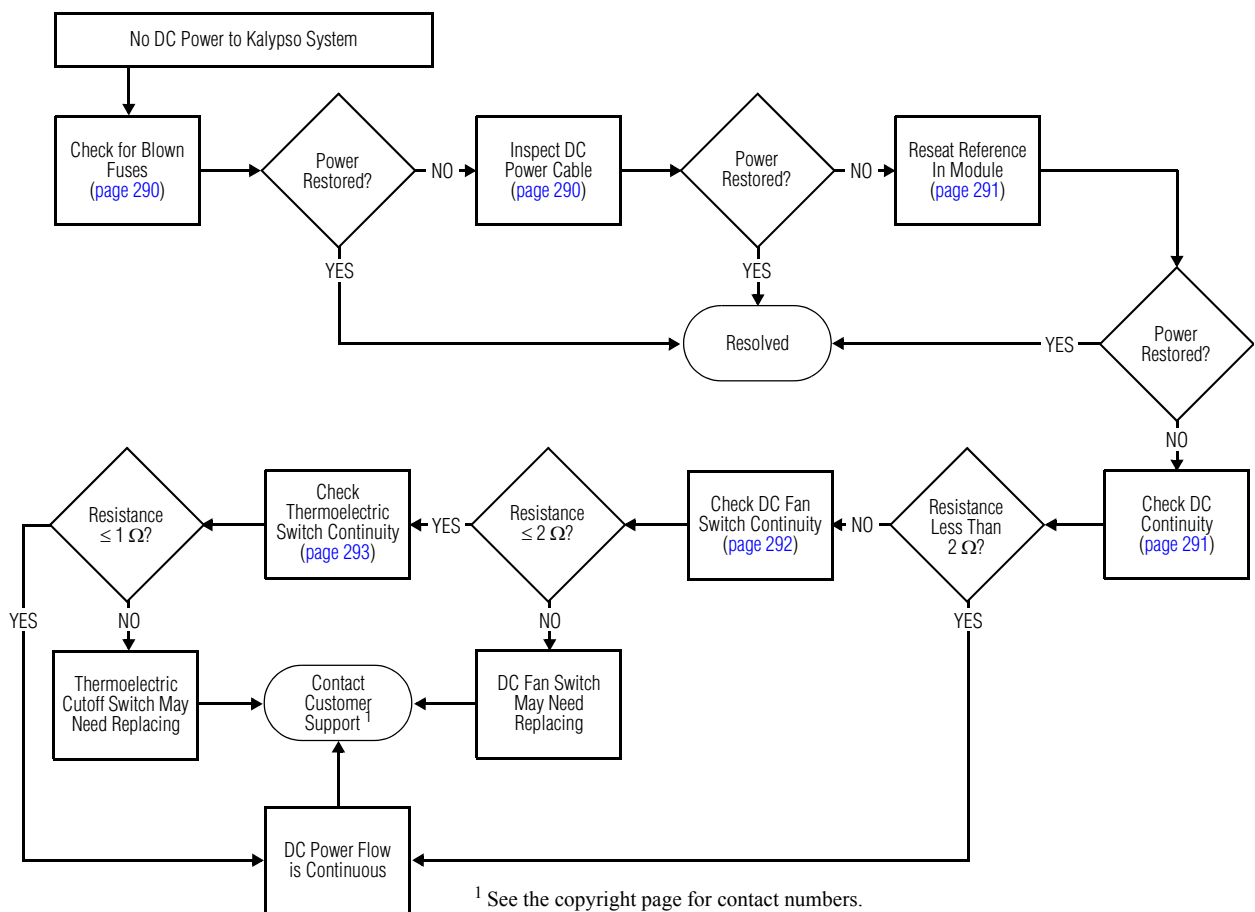 No DC Power to Kalypso System
Check for Blown
Fuses
(page 290)
Power
Restored?
NO
YES
Inspect DC
Power Cable
(page 290)
Power
Restored?
NO
YES
Reseat Reference
In Module
(page 291)
Power
Restored?
YES
NO
Resolved
Check DC
Continuity
(page 291)
Resistance
Less Than
2 Ω?
NO
YES
Check DC Fan
Switch Continuity
(page 292)
Resistance
≤ 2 Ω?
YES
NO
Check
Thermoelectric
Switch Continuity
(page 293)
Resistance
≤ 1 Ω?
YES
NO
Thermoelectric
Cutoff Switch May
Need Replacing
Contact
Customer
Support 1
DC Fan Switch
May Need
Replacing
DC Power Flow
is Continuous
1 See the copyright page for contact numbers.